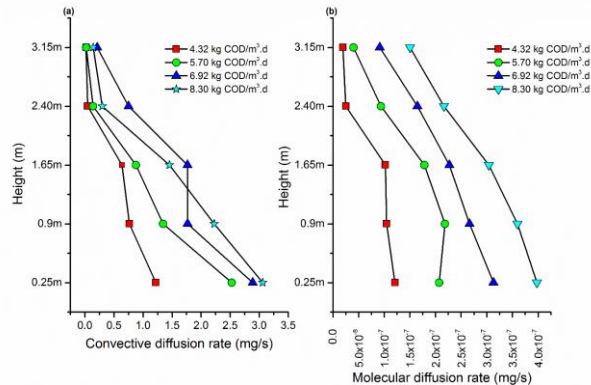 (a)
4.32 kg COD/m³.d
5.70 kg COD/m³.d
6.92 kg COD/m³.d
8.30 kg COD/m³.d
3.15m
2.40m
1.65m
0.9m
0.25m
Height (m)
0.0 0.5 1.0 1.5 2.0 2.5 3.0 3.5
Convective diffusion rate (mg/s)
(b)
4.32 kg COD/m³.d
5.70 kg COD/m³.d
6.92 kg COD/m³.d
8.30 kg COD/m³.d
3.15m
2.40m
1.65m
0.9m
0.25m
Height (m)
0.0 5.0x10⁻⁸ 1.0x10⁻⁷ 1.5x10⁻⁷ 2.0x10⁻⁷ 2.5x10⁻⁷ 3.0x10⁻⁷ 3.5x10⁻⁷ 4.0x10⁻⁷
Molecular diffusion rate (mg/s)